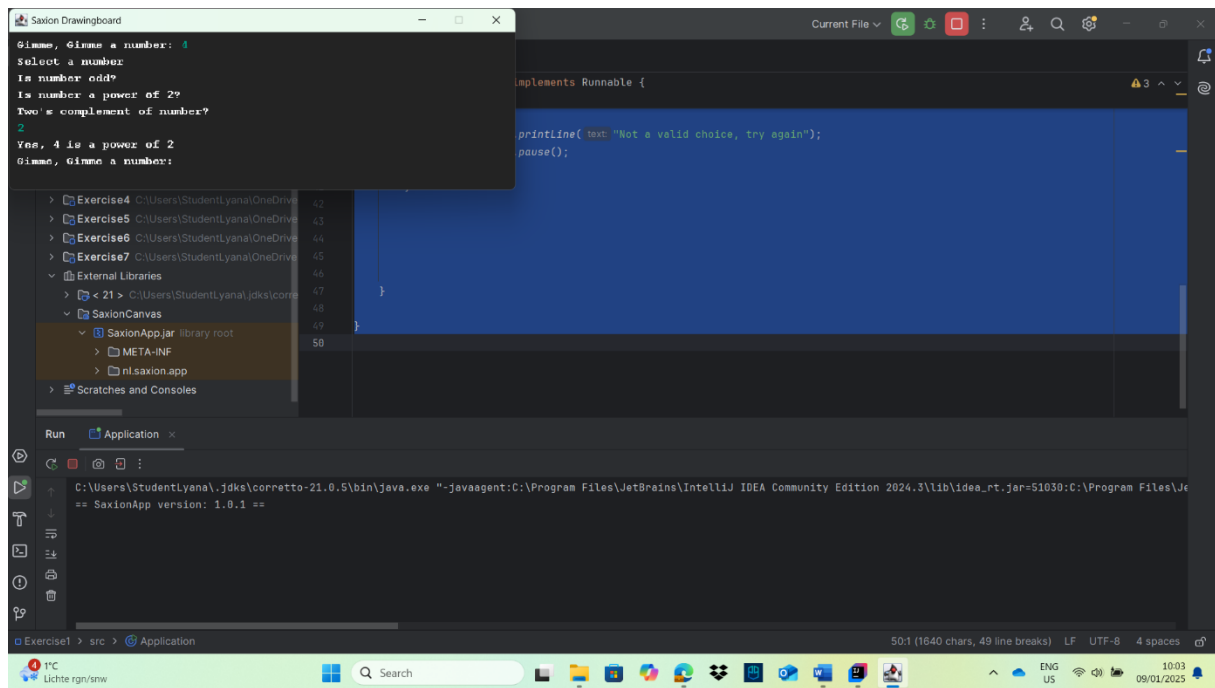 Saxion Drawingboard
Gimme, Gimme a number: 4
Select a number
Is number odd?
Is number a power of 2?
Two's complement of number?
2
Yes, 4 is a power of 2
Gimme, Gimme a number:
Current File
implements Runnable {
3
.printLine( text: "Not a valid choice, try again");
.pause();
Exercise4 C:\Users\StudentLyana\OneDrive
42
Exercise5 C:\Users\StudentLyana\OneDrive
43
Exercise6 C:\Users\StudentLyana\OneDrive
44
Exercise7 C:\Users\StudentLyana\OneDrive
45
External Libraries
46
< 21 > C:\Users\StudentLyana\.jdks\corre
47 }
SaxionCanvas
48
SaxionApp.jar library root
49 }
50
META-INF
nl.saxion.app
Scratches and Consoles
Run Application
C:\Users\StudentLyana\.jdks\corretto-21.0.5\bin\java.exe "-javaagent:C:\Program Files\JetBrains\IntelliJ IDEA Community Edition 2024.3\lib\idea_rt.jar=51030:C:\Program Files\Je
== SaxionApp version: 1.0.1 ==
Exercise1 > src > Application
50:1 (1640 chars, 49 line breaks) LF UTF-8 4 spaces
4
1°C
Lichte rgn/snw
Search
ENG
US
10:03
09/01/2025